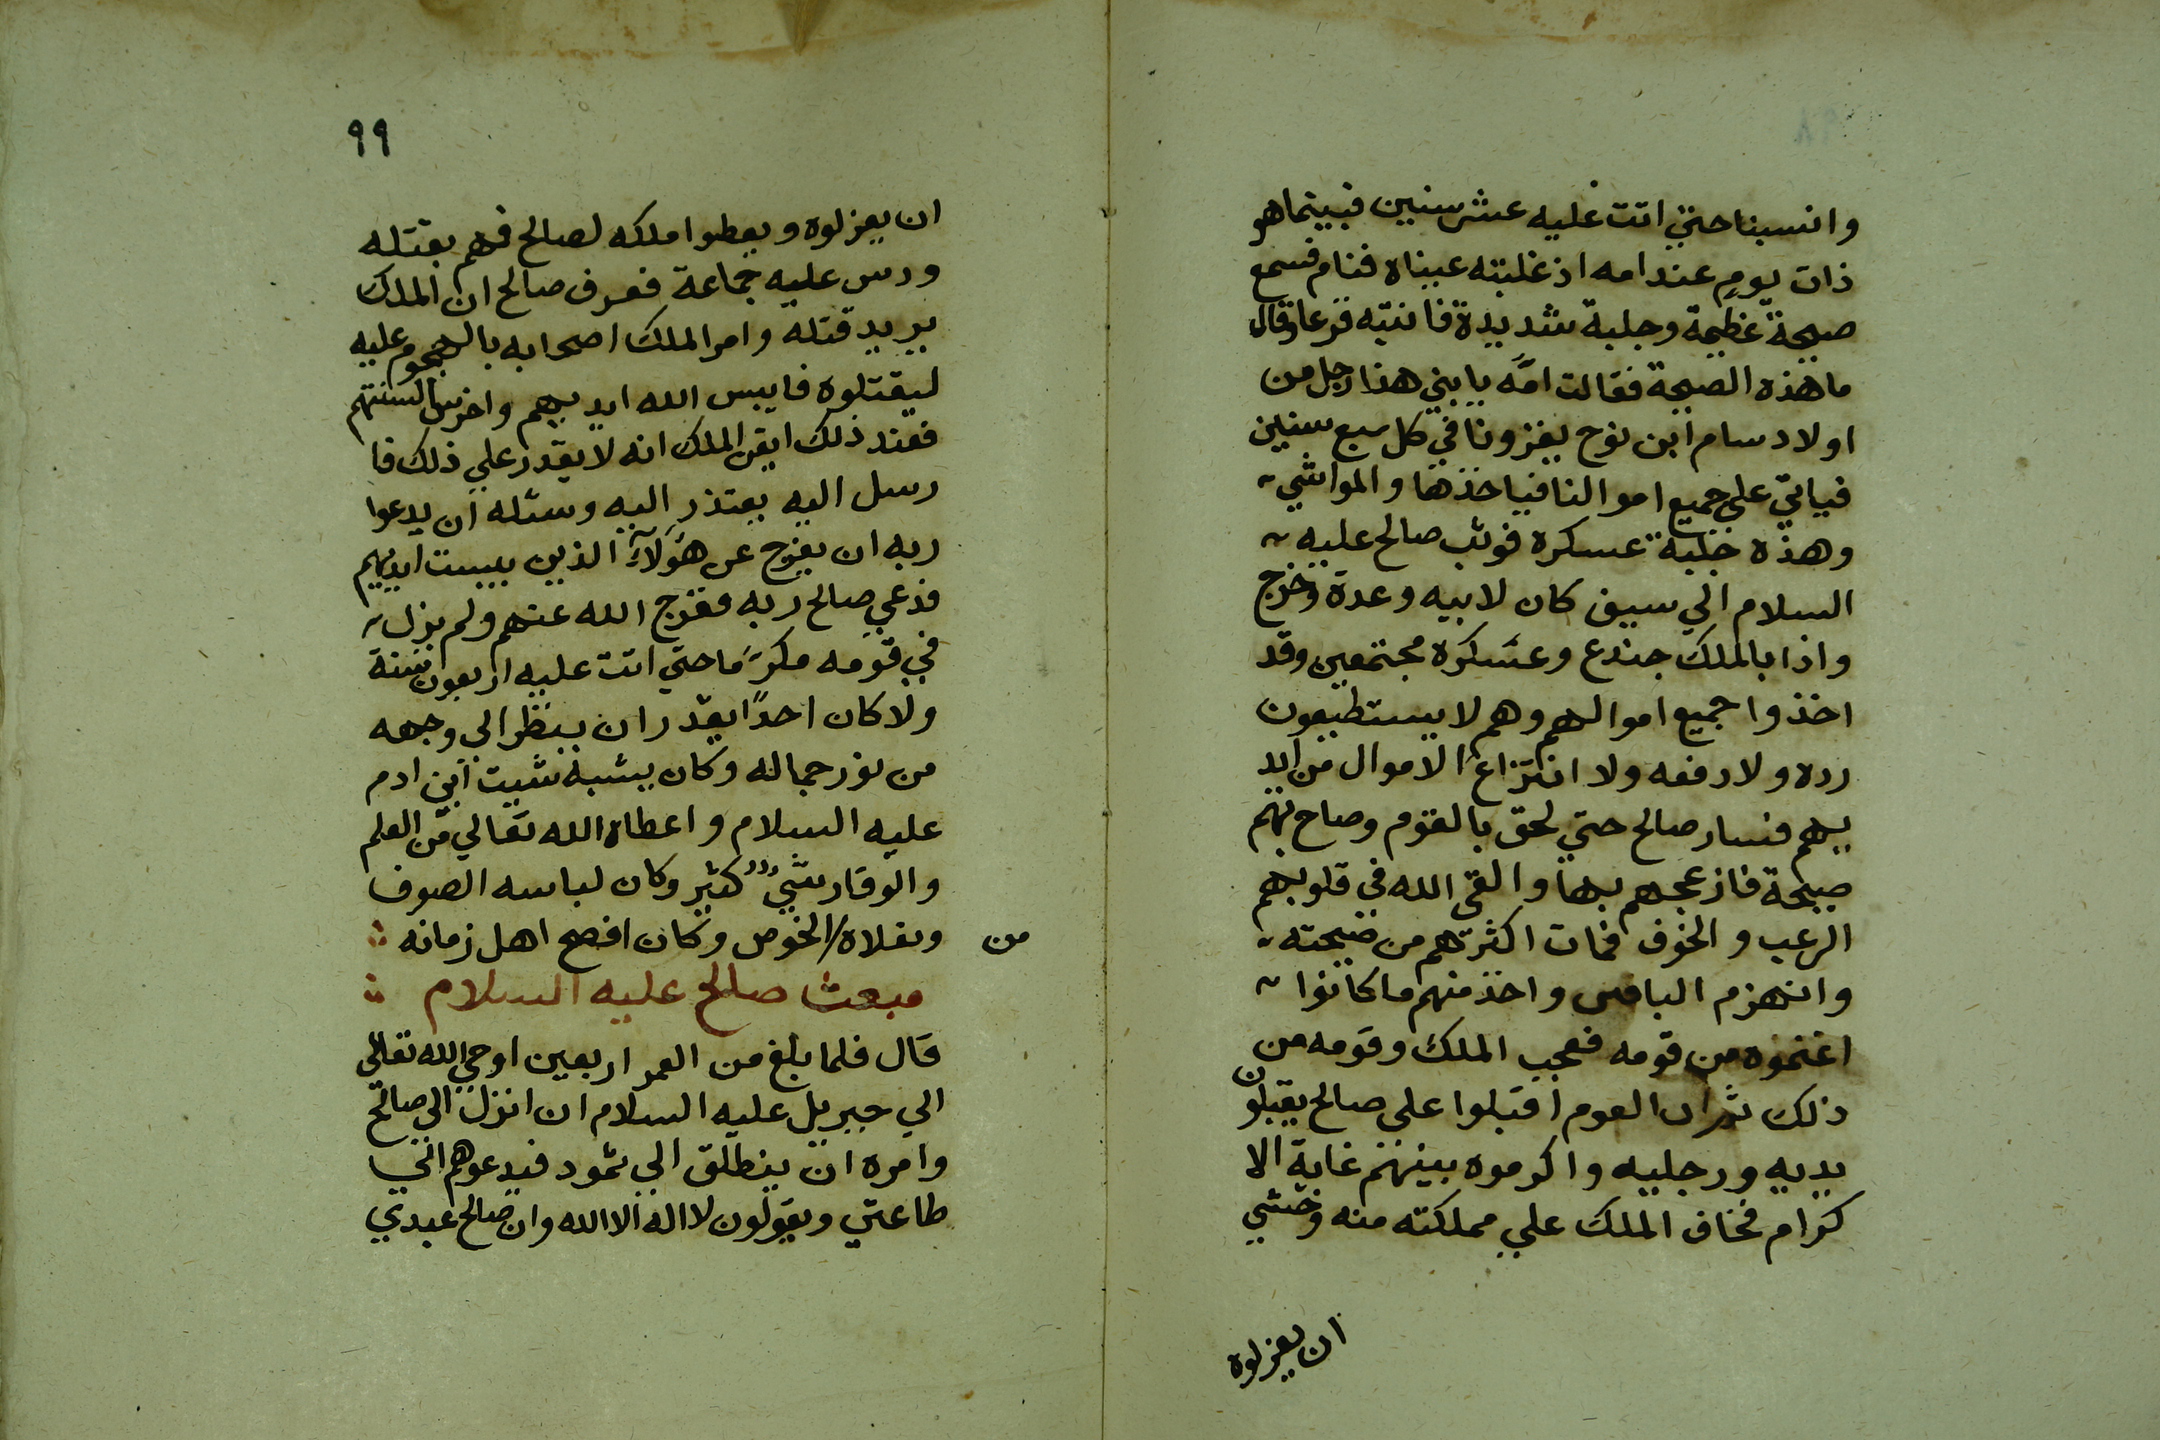 وانسبنا حتي اتت عليه عشر سنين فبينما هو
ذات يوم عند امه اذ غلبته عيناه فنام فسمع
صيحة عظيمة وجلبة شديدة فانتبه فزعا وقال
ما هذه الصيحة فقالت امه يا بني هذا رجل من
اولاد سام ابن نوح يغزونا في كل سبع سنين
فياتي علي جميع اموالنا فياخذها والمواشي
وهذه جلبة عسكره فوثب صالح عليه
السلام الي سيف كان لابيه وعدة وخرج
واذا بالملك جندع وعسكره مجتمعين وقد
اخذوا جميع اموالهم وهم لا يستطيعون
رده ولا دفعه ولا انتزاع الاموال من ايد
يهم فسار صالح حتي لحق بالقوم وصاح بهم
صيحة فازعجهم بها والقي الله في قلوبهم
الرعب والخوف فمات اكثرهم من صيحته
وانهزم الباقي واخذ منهم ما كانوا
اغنموه من قومه فعجب الملك وقومه من
ذلك ثم ان القوم اقبلوا علي صالح يقبلون
يديه ورجليه واكرموه بينهم غاية الا
كرام فخاف الملك علي مملكته منه وخشي
ان يعزلوه
٩٩
ان يعزلوه ويعطوا ملكه لصالح فهم بقتله
ودس عليه جماعة فعرف صالح ان الملك
يريد قتله وامر الملك اصحابه بالهجوم عليه
ليقتلوه فايبس الله ايديهم واخرس السنتهم
فعند ذلك ايقن الملك انه لا يقدر علي ذلك فا
رسل اليه يعتذر اليه وسئله ان يدعوا
ربه ان يفرج عن هؤلاء الذين يبست ايديهم
فدعي صالح ربه ففرج الله عنهم ولم يزل
في قومه مكرما حتي اتت عليه اربعون سنة
ولا كان احدًا يقدر ان ينظر الي وجهه
من نور جماله وكان يشبه شيث ابن ادم
عليه السلام واعطاه الله تعالي من العلم
والوقار شيء كثير وكان لباسه الصوف
ونعلاه من الخوص وكان افصح اهل زمانه
مبعث صالح عليه السلام
قال فلما بلغ من العمر اربعين اوحي الله تعالي
الي جبريل عليه السلام ان انزل الي صالح
وامره ان ينطلق الي ثمود فيدعوهم الي
طاعتي ويقولون لا اله الا الله وان صالح عبدي